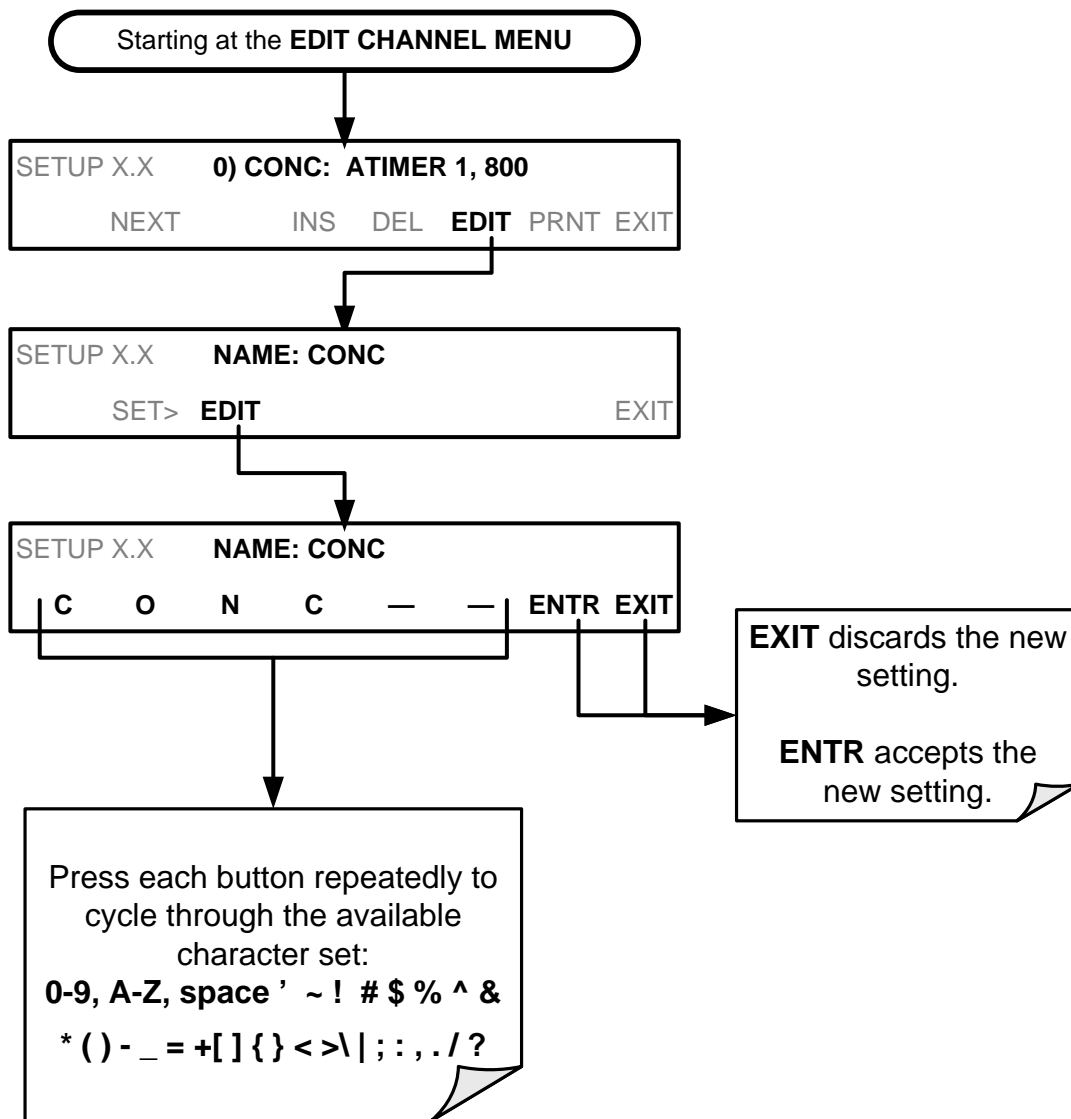 Starting at the EDIT CHANNEL MENU
SETUP X.X 0) CONC: ATIMER 1, 800
NEXT INS DEL EDIT PRNT EXIT
SETUP X.X NAME: CONC
SET> EDIT EXIT
SETUP X.X NAME: CONC
C O N C — — ENTR EXIT
EXIT discards the new
setting.
ENTR accepts the
new setting.
Press each button repeatedly to
cycle through the available
character set:
0-9, A-Z, space ’ ~ ! # $ % ^ &
* ( ) - _ = +[ ] { } < >\ | ; : , . / ?